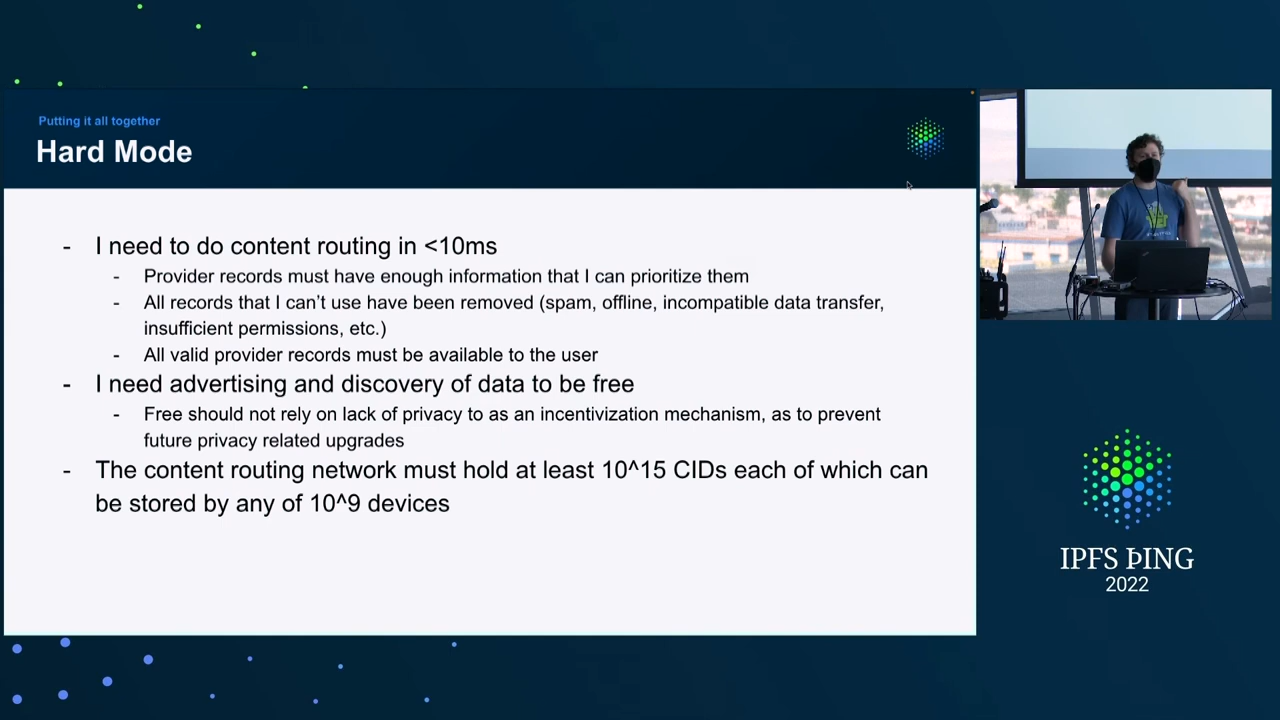 Putting it all together
Hard Mode
- I need to do content routing in <10ms
- Provider records must have enough information that I can prioritize them
- All records that I can't use have been removed (spam, offline, incompatible data transfer,
insufficient permissions, etc.)
- All valid provider records must be available to the user
- I need advertising and discovery of data to be free
- Free should not rely on lack of privacy to as an incentivization mechanism, as to prevent
future privacy related upgrades
- The content routing network must hold at least 10^15 CIDs each of which can
be stored by any of 10^9 devices
IPFS ÞING
2022